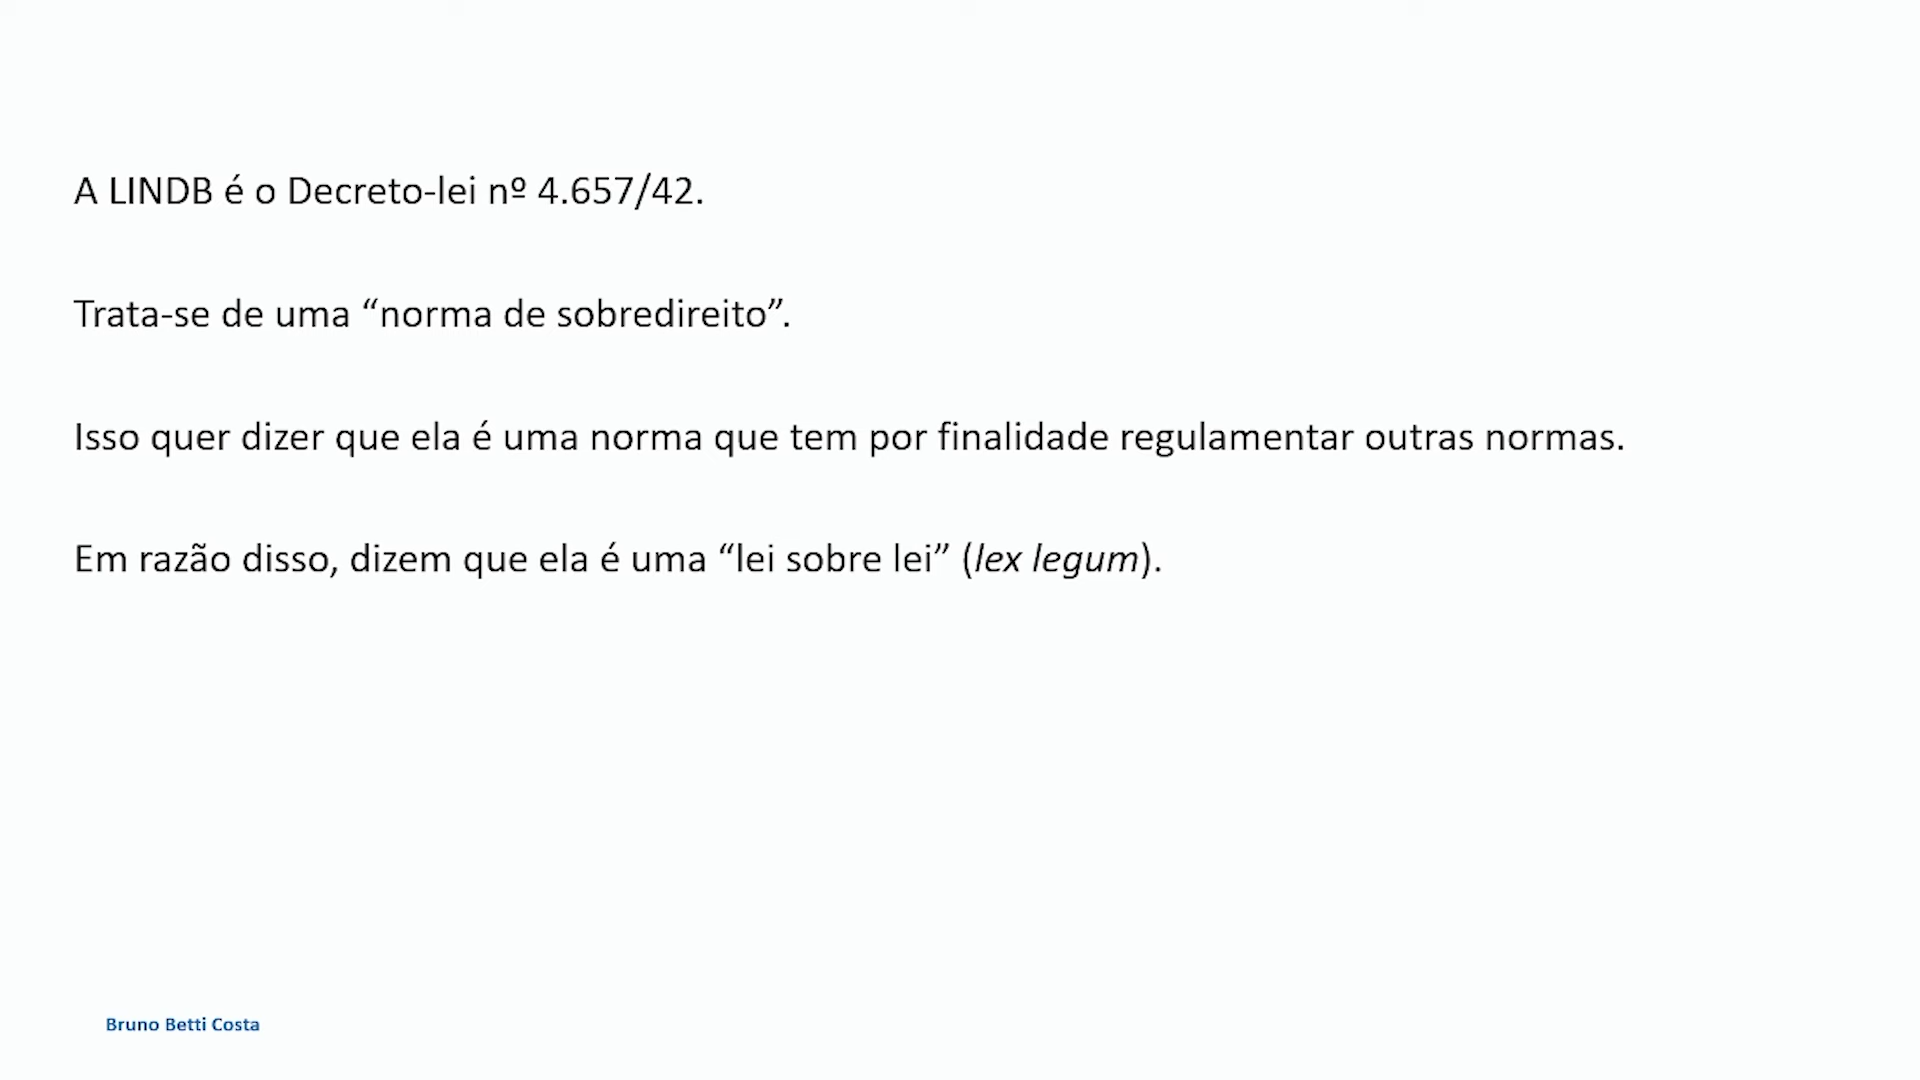 A LINDB é o Decreto-lei nº 4.657/42.
Trata-se de uma “norma de sobredireito”.
Isso quer dizer que ela é uma norma que tem por finalidade regulamentar outras normas.
Em razão disso, dizem que ela é uma “lei sobre lei” (lex legum).
Bruno Betti Costa